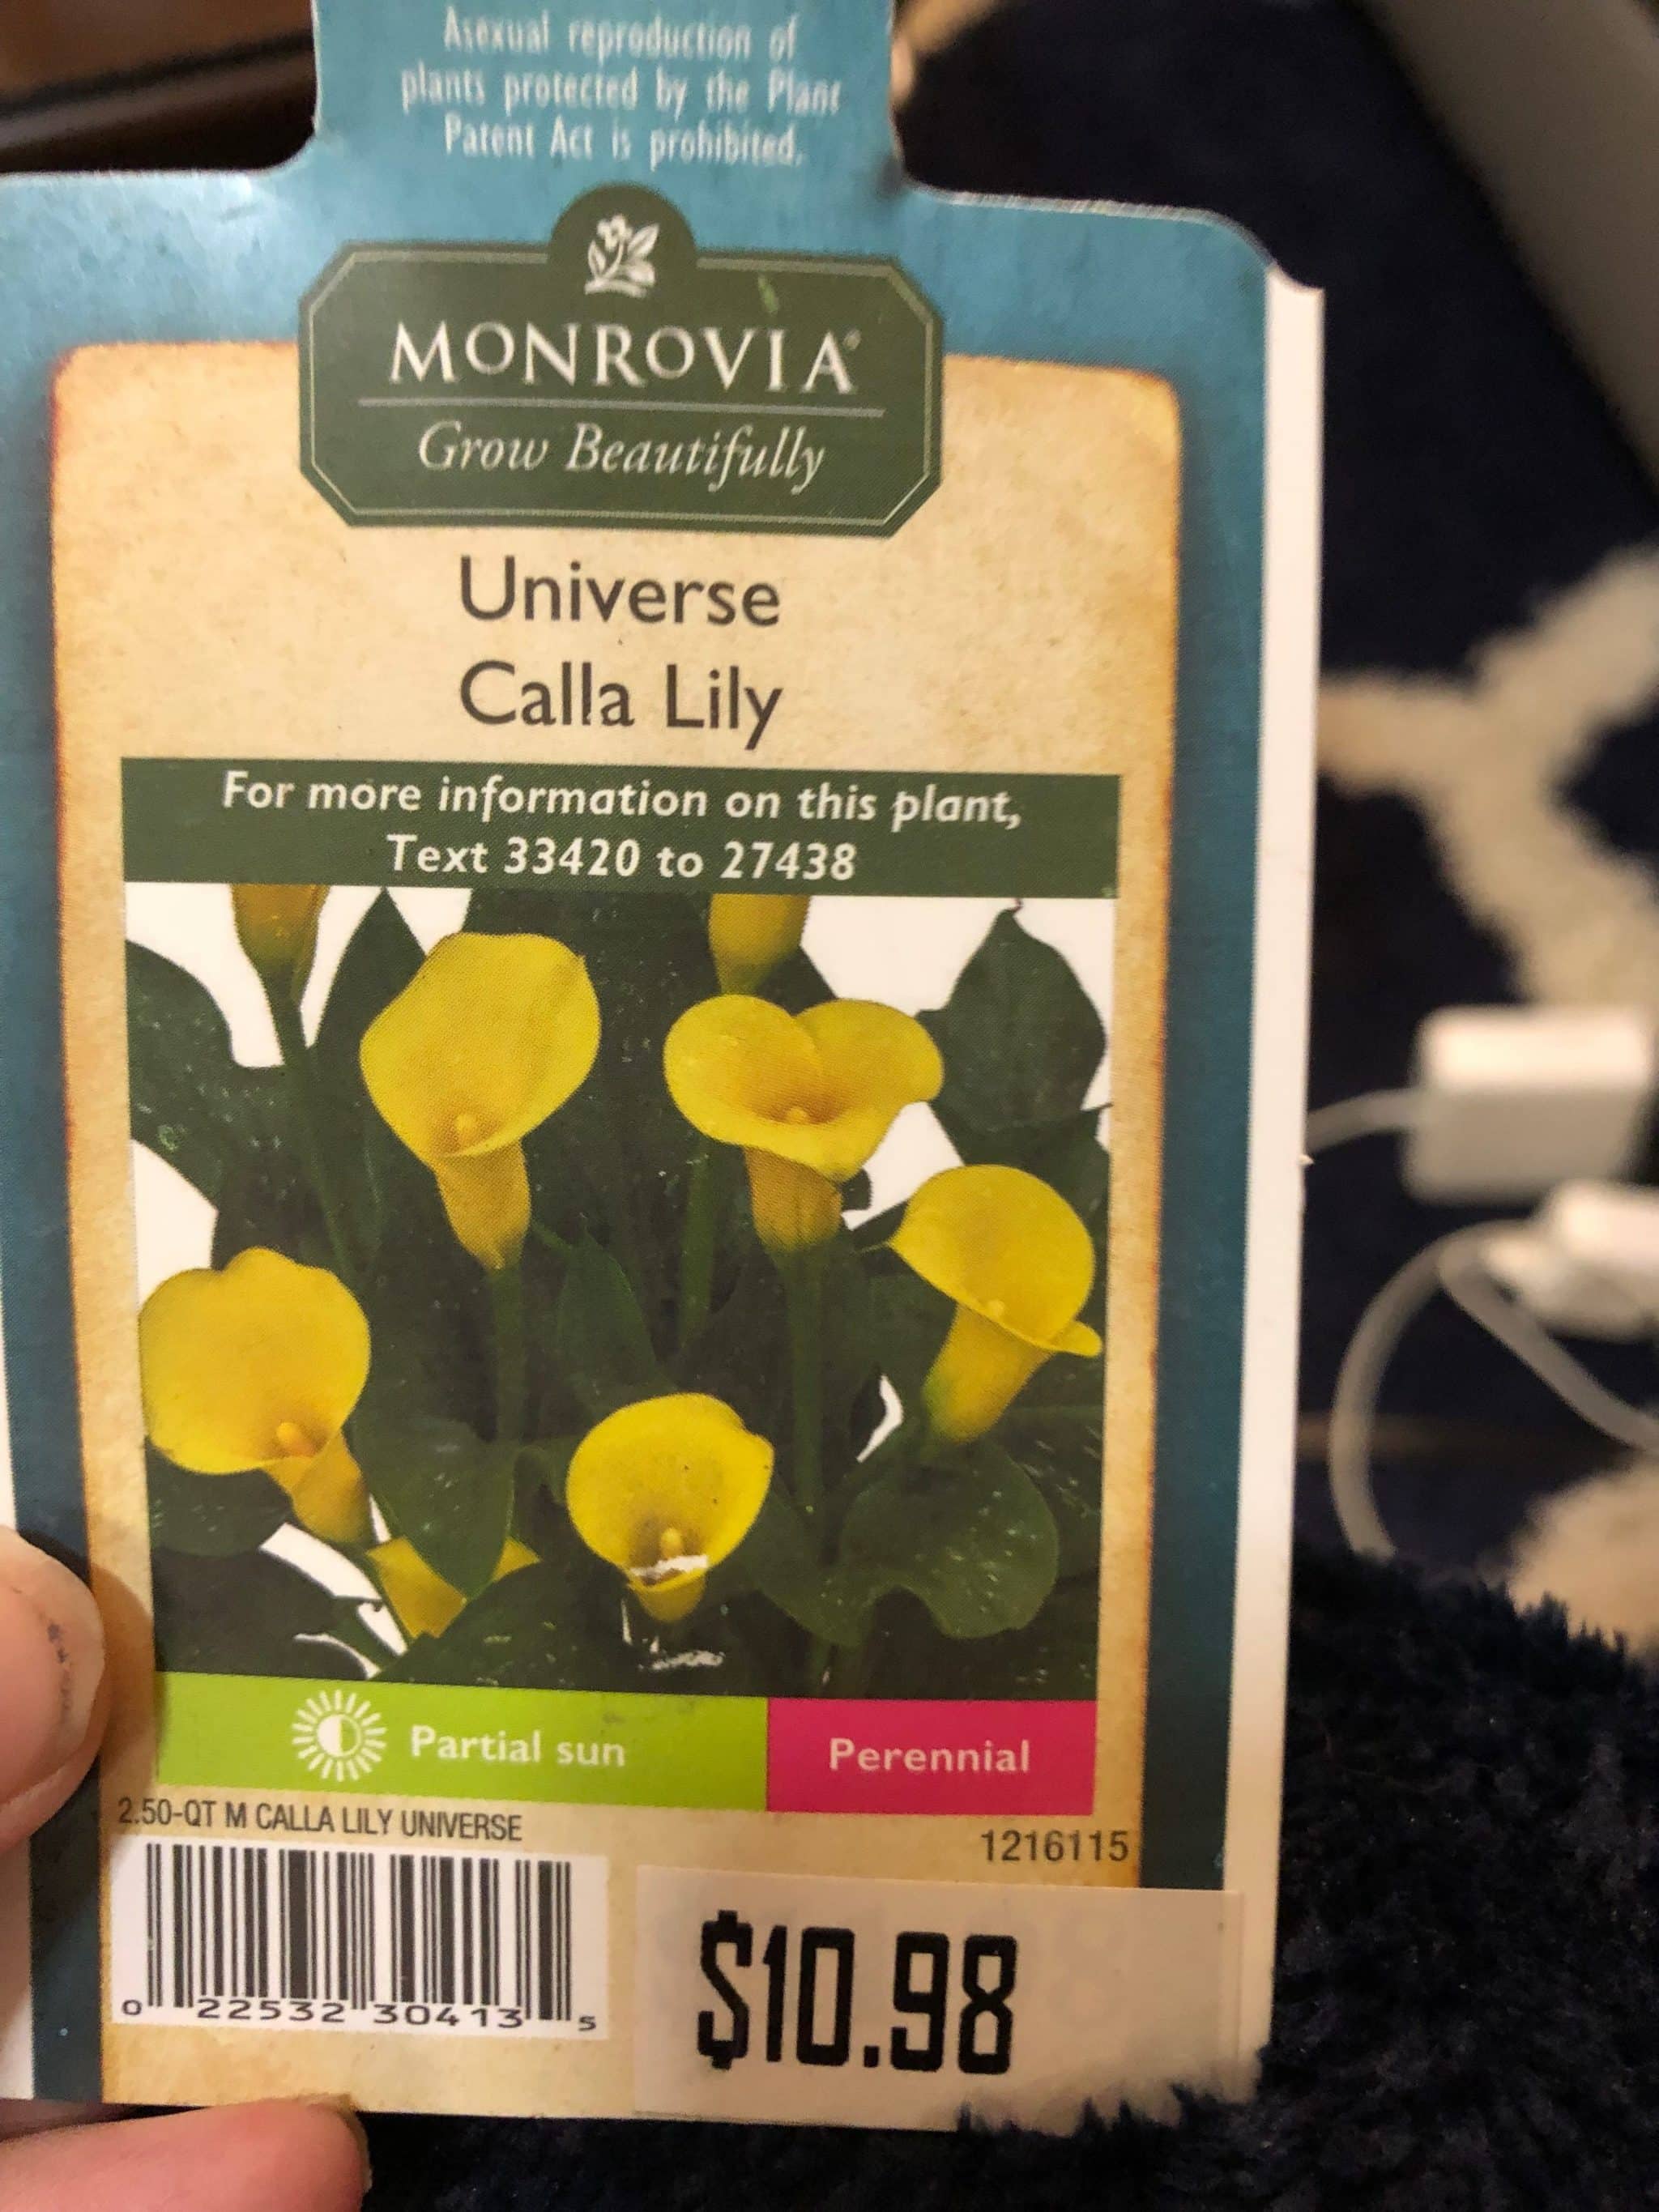 Asexual reproduction of
plants protected by the Plant
Patent Act is prohibited.
MONROVIA®
Grow Beautifully
Universe
Calla Lily
For more information on this plant,
Text 33420 to 27438
Partial sun
Perennial
2.50-QT M CALLA LILY UNIVERSE
1216115
0 22532 30413 5
$10.98